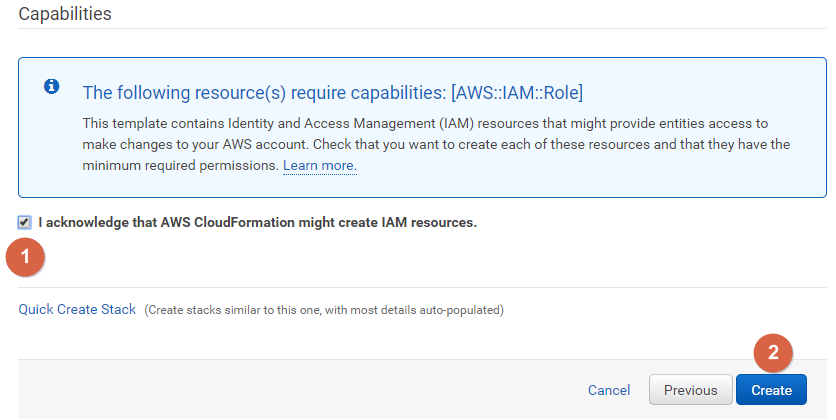 Capabilities
The following resource(s) require capabilities: [AWS::IAM::Role]
This template contains Identity and Access Management (IAM) resources that might provide entities access to
make changes to your AWS account. Check that you want to create each of these resources and that they have the
minimum required permissions. Learn more.
I acknowledge that AWS CloudFormation might create IAM resources.
1
Quick Create Stack (Create stacks similar to this one, with most details auto-populated)
2
Cancel Previous Create